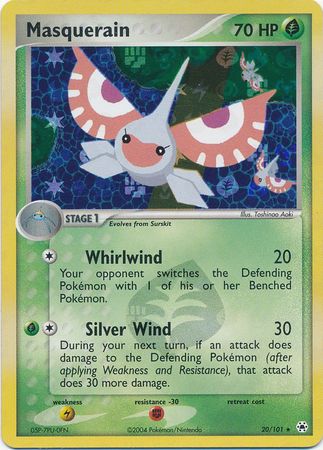 Masquerain 70 HP
Illus. Toshinao Aoki
STAGE 1
Evolves from Surskit
Whirlwind 20
Your opponent switches the Defending
Pokémon with 1 of his or her Benched
Pokémon.
Silver Wind 30
During your next turn, if an attack does
damage to the Defending Pokémon (after
applying Weakness and Resistance), that attack
does 30 more damage.
weakness resistance -30 retreat cost
05P-7PU-0FN ©2004 Pokémon/Nintendo 20/101 ★